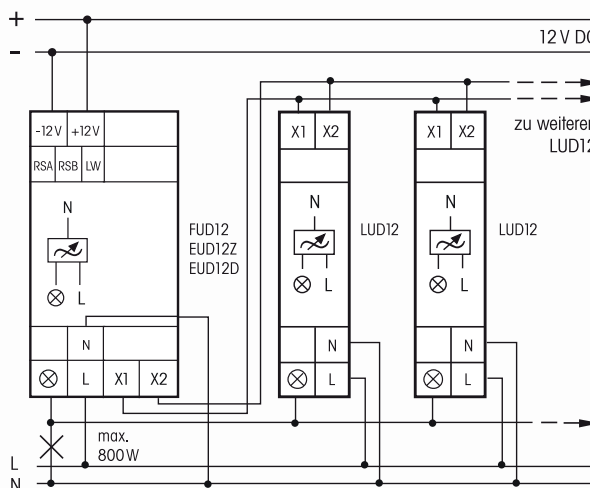 +
12 V DC
-
-12V +12V
RSA RSB LW
N
L
FUD12
EUD12Z
EUD12D
N
L X1 X2
X1 X2
N
L
LUD12
N
L
X1 X2
zu weiteren
LUD12
N
L
LUD12
N
L
max.
800W
L
N